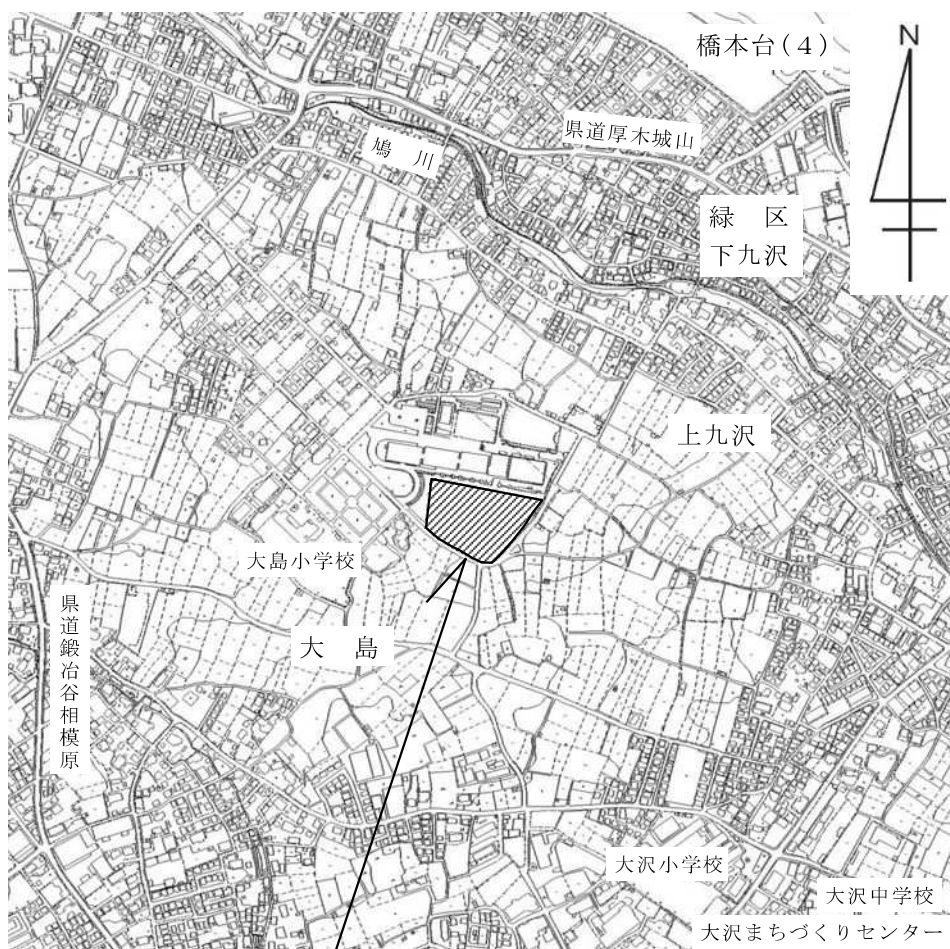 橋本台(４)
N
県道厚木城山
鳩　川
緑　区
下九沢
上九沢
大島小学校
大　島
県道鍛冶谷相模原
大沢小学校
大沢中学校
大沢まちづくりセンター